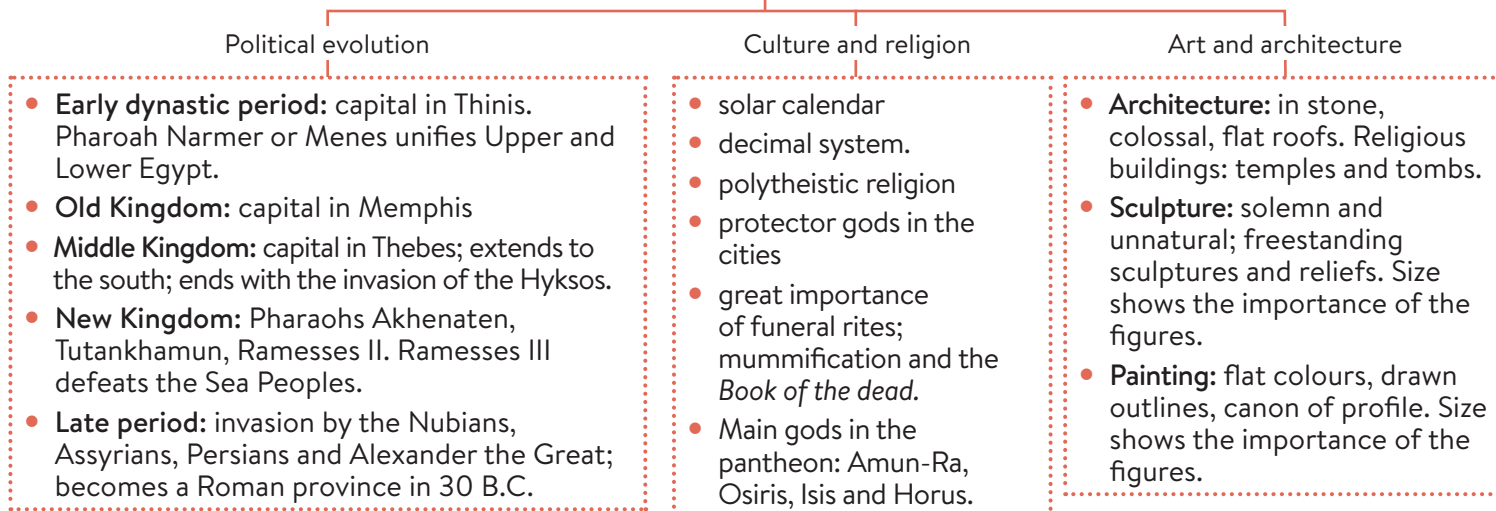 Political evolution
• Early dynastic period: capital in Thinis.
Pharoah Narmer or Menes unifies Upper and
Lower Egypt.
• Old Kingdom: capital in Memphis
• Middle Kingdom: capital in Thebes; extends to
the south; ends with the invasion of the Hyksos.
• New Kingdom: Pharaohs Akhenaten,
Tutankhamun, Ramesses II. Ramesses III
defeats the Sea Peoples.
• Late period: invasion by the Nubians,
Assyrians, Persians and Alexander the Great;
becomes a Roman province in 30 B.C.
Culture and religion
• solar calendar
• decimal system.
• polytheistic religion
• protector gods in the
cities
• great importance
of funeral rites;
mummification and the
Book of the dead.
• Main gods in the
pantheon: Amun-Ra,
Osiris, Isis and Horus.
Art and architecture
• Architecture: in stone,
colossal, flat roofs. Religious
buildings: temples and tombs.
• Sculpture: solemn and
unnatural; freestanding
sculptures and reliefs. Size
shows the importance of the
figures.
• Painting: flat colours, drawn
outlines, canon of profile. Size
shows the importance of the
figures.